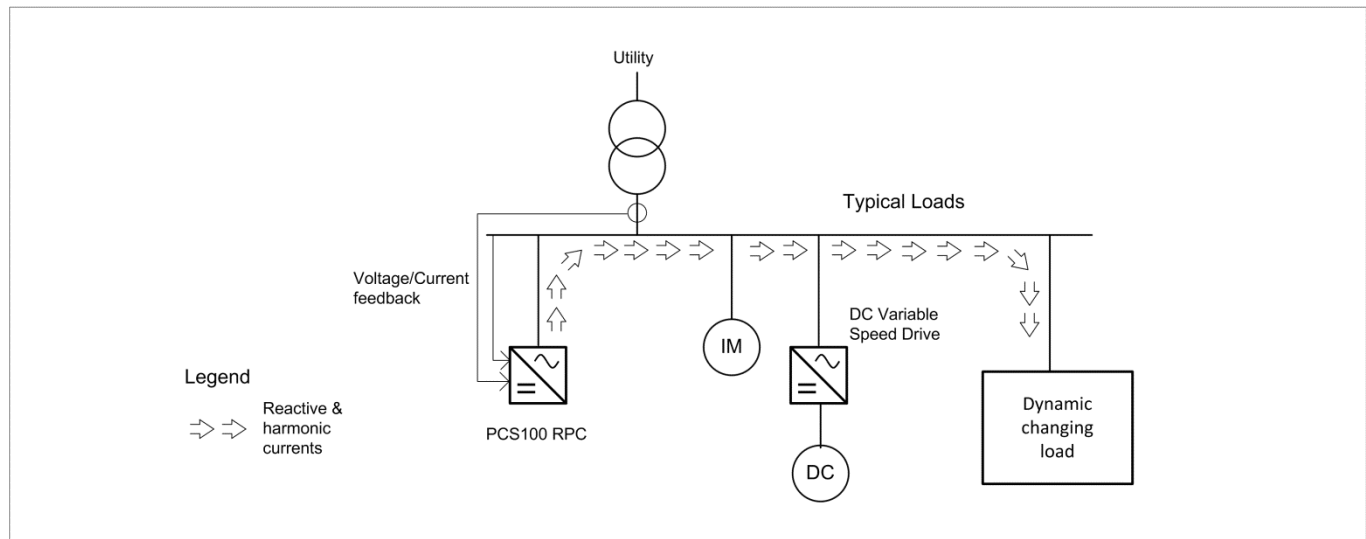 Utility
Typical Loads
Voltage/Current
feedback
DC Variable
Speed Drive
IM
Legend
Reactive &
harmonic
currents
PCS100 RPC
DC
Dynamic
changing
load